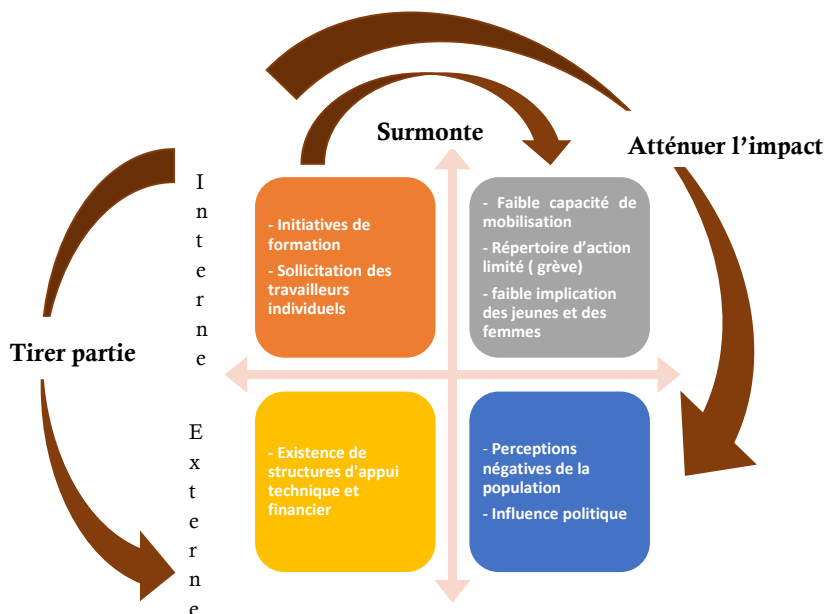 Surmonte
Atténuer l'impact
Interne
- Initiatives de
formation
- Sollicitation des
travailleurs
individuels
- Faible capacité de
mobilisation
- Répertoire d'action
limité ( grève)
- faible implication
des jeunes et des
femmes
Tirer partie
Externe
- Existence de
structures d'appui
technique et
financier
- Perceptions
négatives de la
population
- Influence politique